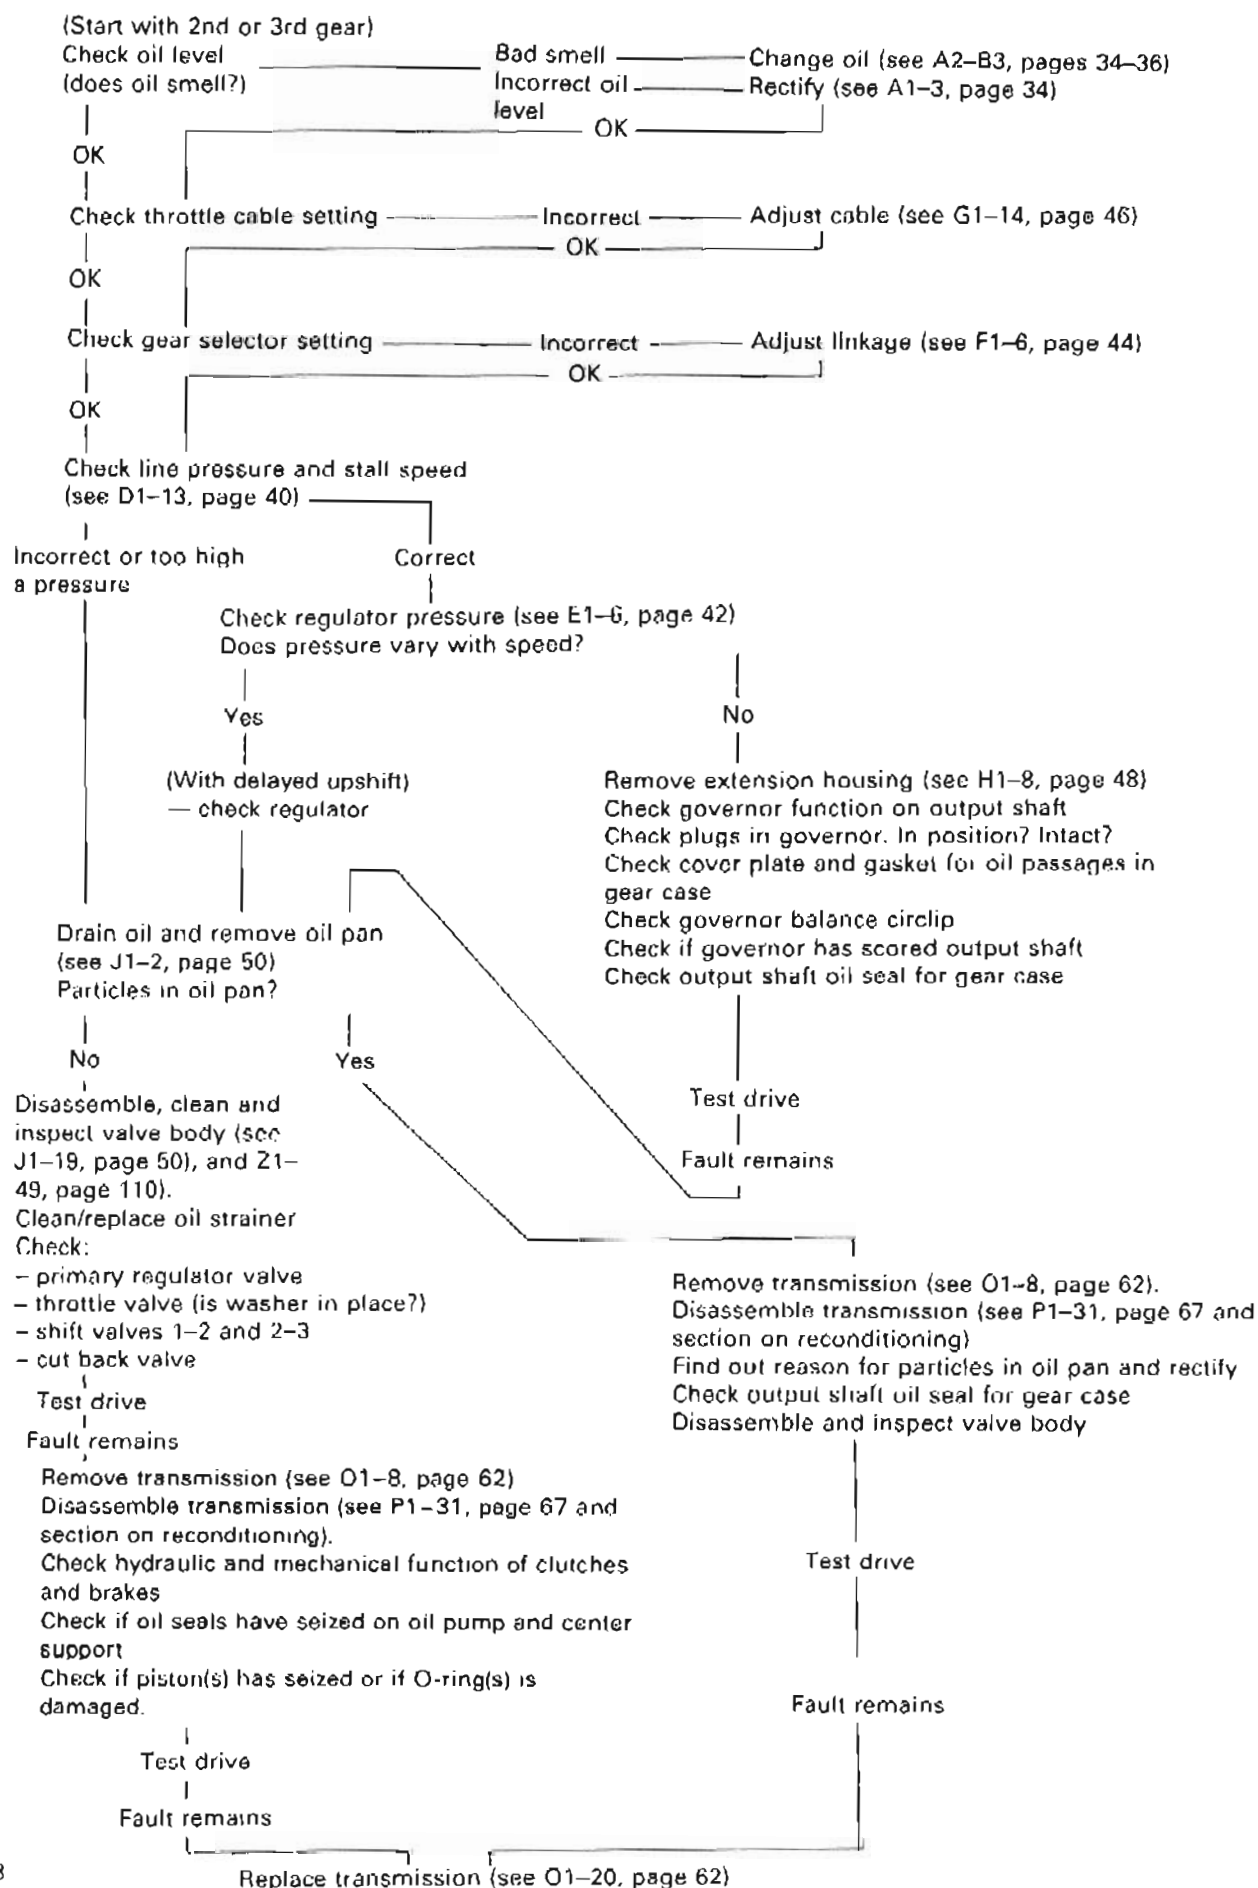 (Start with 2nd or 3rd gear)
Check oil level
(does oil smell?)
Bad smell
Change oil (see A2–B3, pages 34–36)
Incorrect oil
level
Rectify (see A1–3, page 34)
OK
OK
Check throttle cable setting
Incorrect
Adjust cable (see G1–14, page 46)
OK
OK
Check gear selector setting
Incorrect
Adjust linkage (see F1–6, page 44)
OK
OK
Check line pressure and stall speed
(see D1–13, page 40)
Incorrect or too high
a pressure
Correct
Check regulator pressure (see E1–6, page 42)
Does pressure vary with speed?
Yes
No
(With delayed upshift)
— check regulator
Remove extension housing (see H1–8, page 48)
Check governor function on output shaft
Check plugs in governor. In position? Intact?
Check cover plate and gasket for oil passages in
gear case
Check governor balance circlip
Check if governor has scored output shaft
Check output shaft oil seal for gear case
Drain oil and remove oil pan
(see J1–2, page 50)
Particles in oil pan?
No
Yes
Test drive
Fault remains
Disassemble, clean and
inspect valve body (see
J1–19, page 50), and Z1–
49, page 110).
Clean/replace oil strainer
Check:
– primary regulator valve
– throttle valve (is washer in place?)
– shift valves 1–2 and 2–3
– cut back valve
Test drive
Fault remains
Remove transmission (see O1–8, page 62).
Disassemble transmission (see P1–31, page 67 and
section on reconditioning)
Find out reason for particles in oil pan and rectify
Check output shaft oil seal for gear case
Disassemble and inspect valve body
Remove transmission (see O1–8, page 62)
Disassemble transmission (see P1–31, page 67 and
section on reconditioning).
Check hydraulic and mechanical function of clutches
and brakes
Check if oil seals have seized on oil pump and center
support
Check if piston(s) has seized or if O-ring(s) is
damaged.
Test drive
Fault remains
Test drive
Fault remains
Replace transmission (see O1–20, page 62)